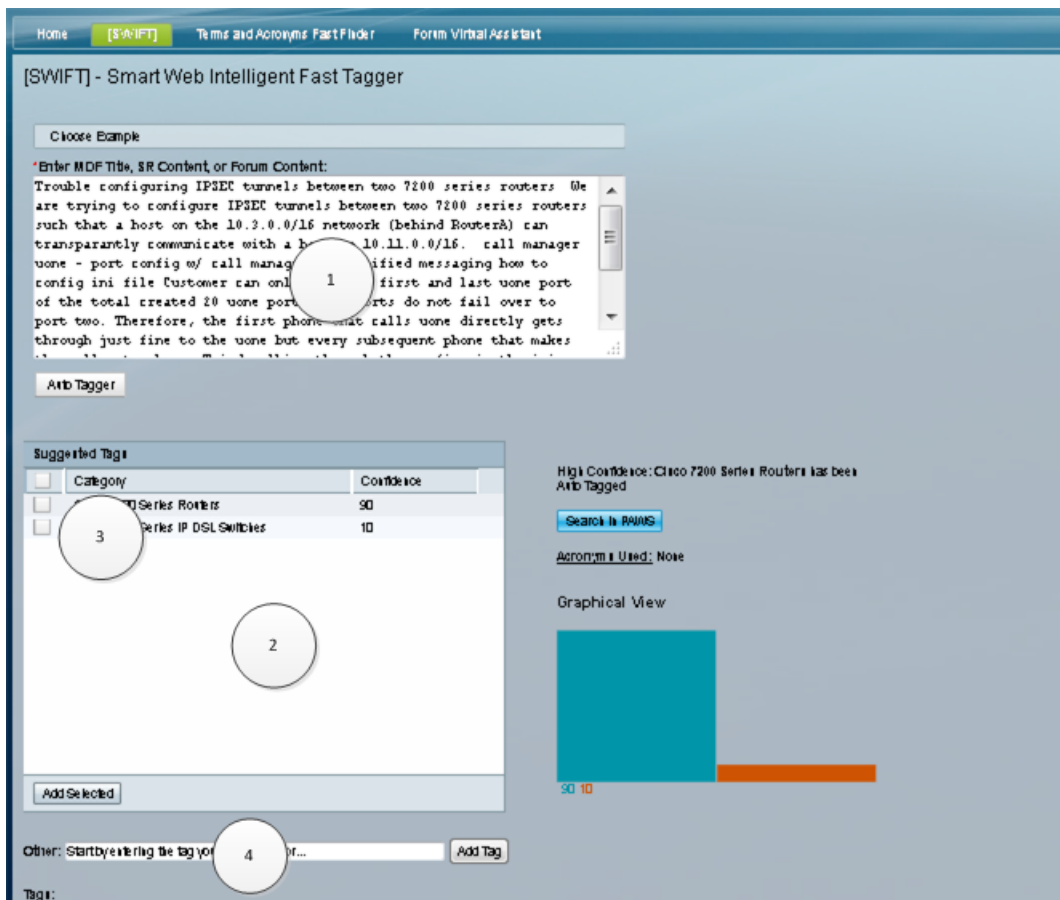 Home [SWIFT] Terms and Acronyms Fast Finder Forum Virtual Assistant
[SWIFT] - Smart Web Intelligent Fast Tagger
Choose Example
*Enter MDF Title, SR Content, or Forum Content:
Trouble configuring IPSEC tunnels between two 7200 series routers We
are trying to configure IPSEC tunnels between two 7200 series routers
such that a host on the 10.3.0.0/16 network (behind RouterA) can
transparantly communicate with a 10.11.0.0/16. call manager
uone - port config w/ call manag ified messaging how to
config ini file Customer can onl first and last uone port
of the total created 20 uone por rts do not fail over to
port two. Therefore, the first phone that calls uone directly gets
through just fine to the uone but every subsequent phone that makes
1
Auto Tagger
Suggested Tags
Category Confidence
Series Routers 90
Series IP DSL Switches 10
3
2
Add Selected
High Confidence: Cisco 7200 Series Routers has been
Auto Tagged
Search in PAWS
Acronyms Used: None
Graphical View
90 10
Other: Start by entering the tag yo or... Add Tag
4
Tags: